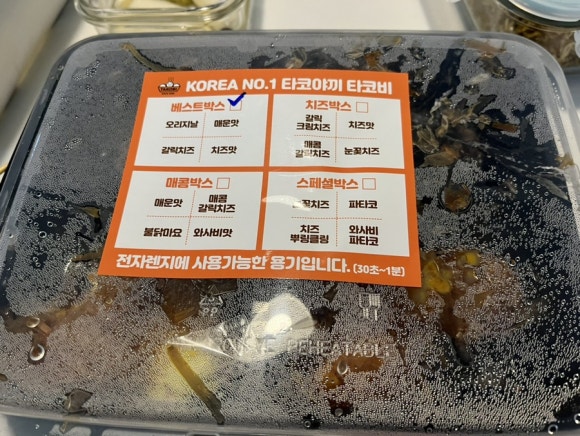 KOREA NO.1 타코야끼 타코비
베스트박스
오리지날 매운맛
갈릭치즈 치즈맛
치즈박스
갈릭
크림치즈 치즈맛
매콤
갈릭치즈 눈꽃치즈
매콤박스
매운맛 매콤
갈릭치즈
불닭마요 와사비맛
스페셜박스
꽃치즈 파타코
치즈
뿌링클링 와사비
파타코
전자렌지에 사용가능한 용기입니다. (30초~1분)
PP
REHEATABLE